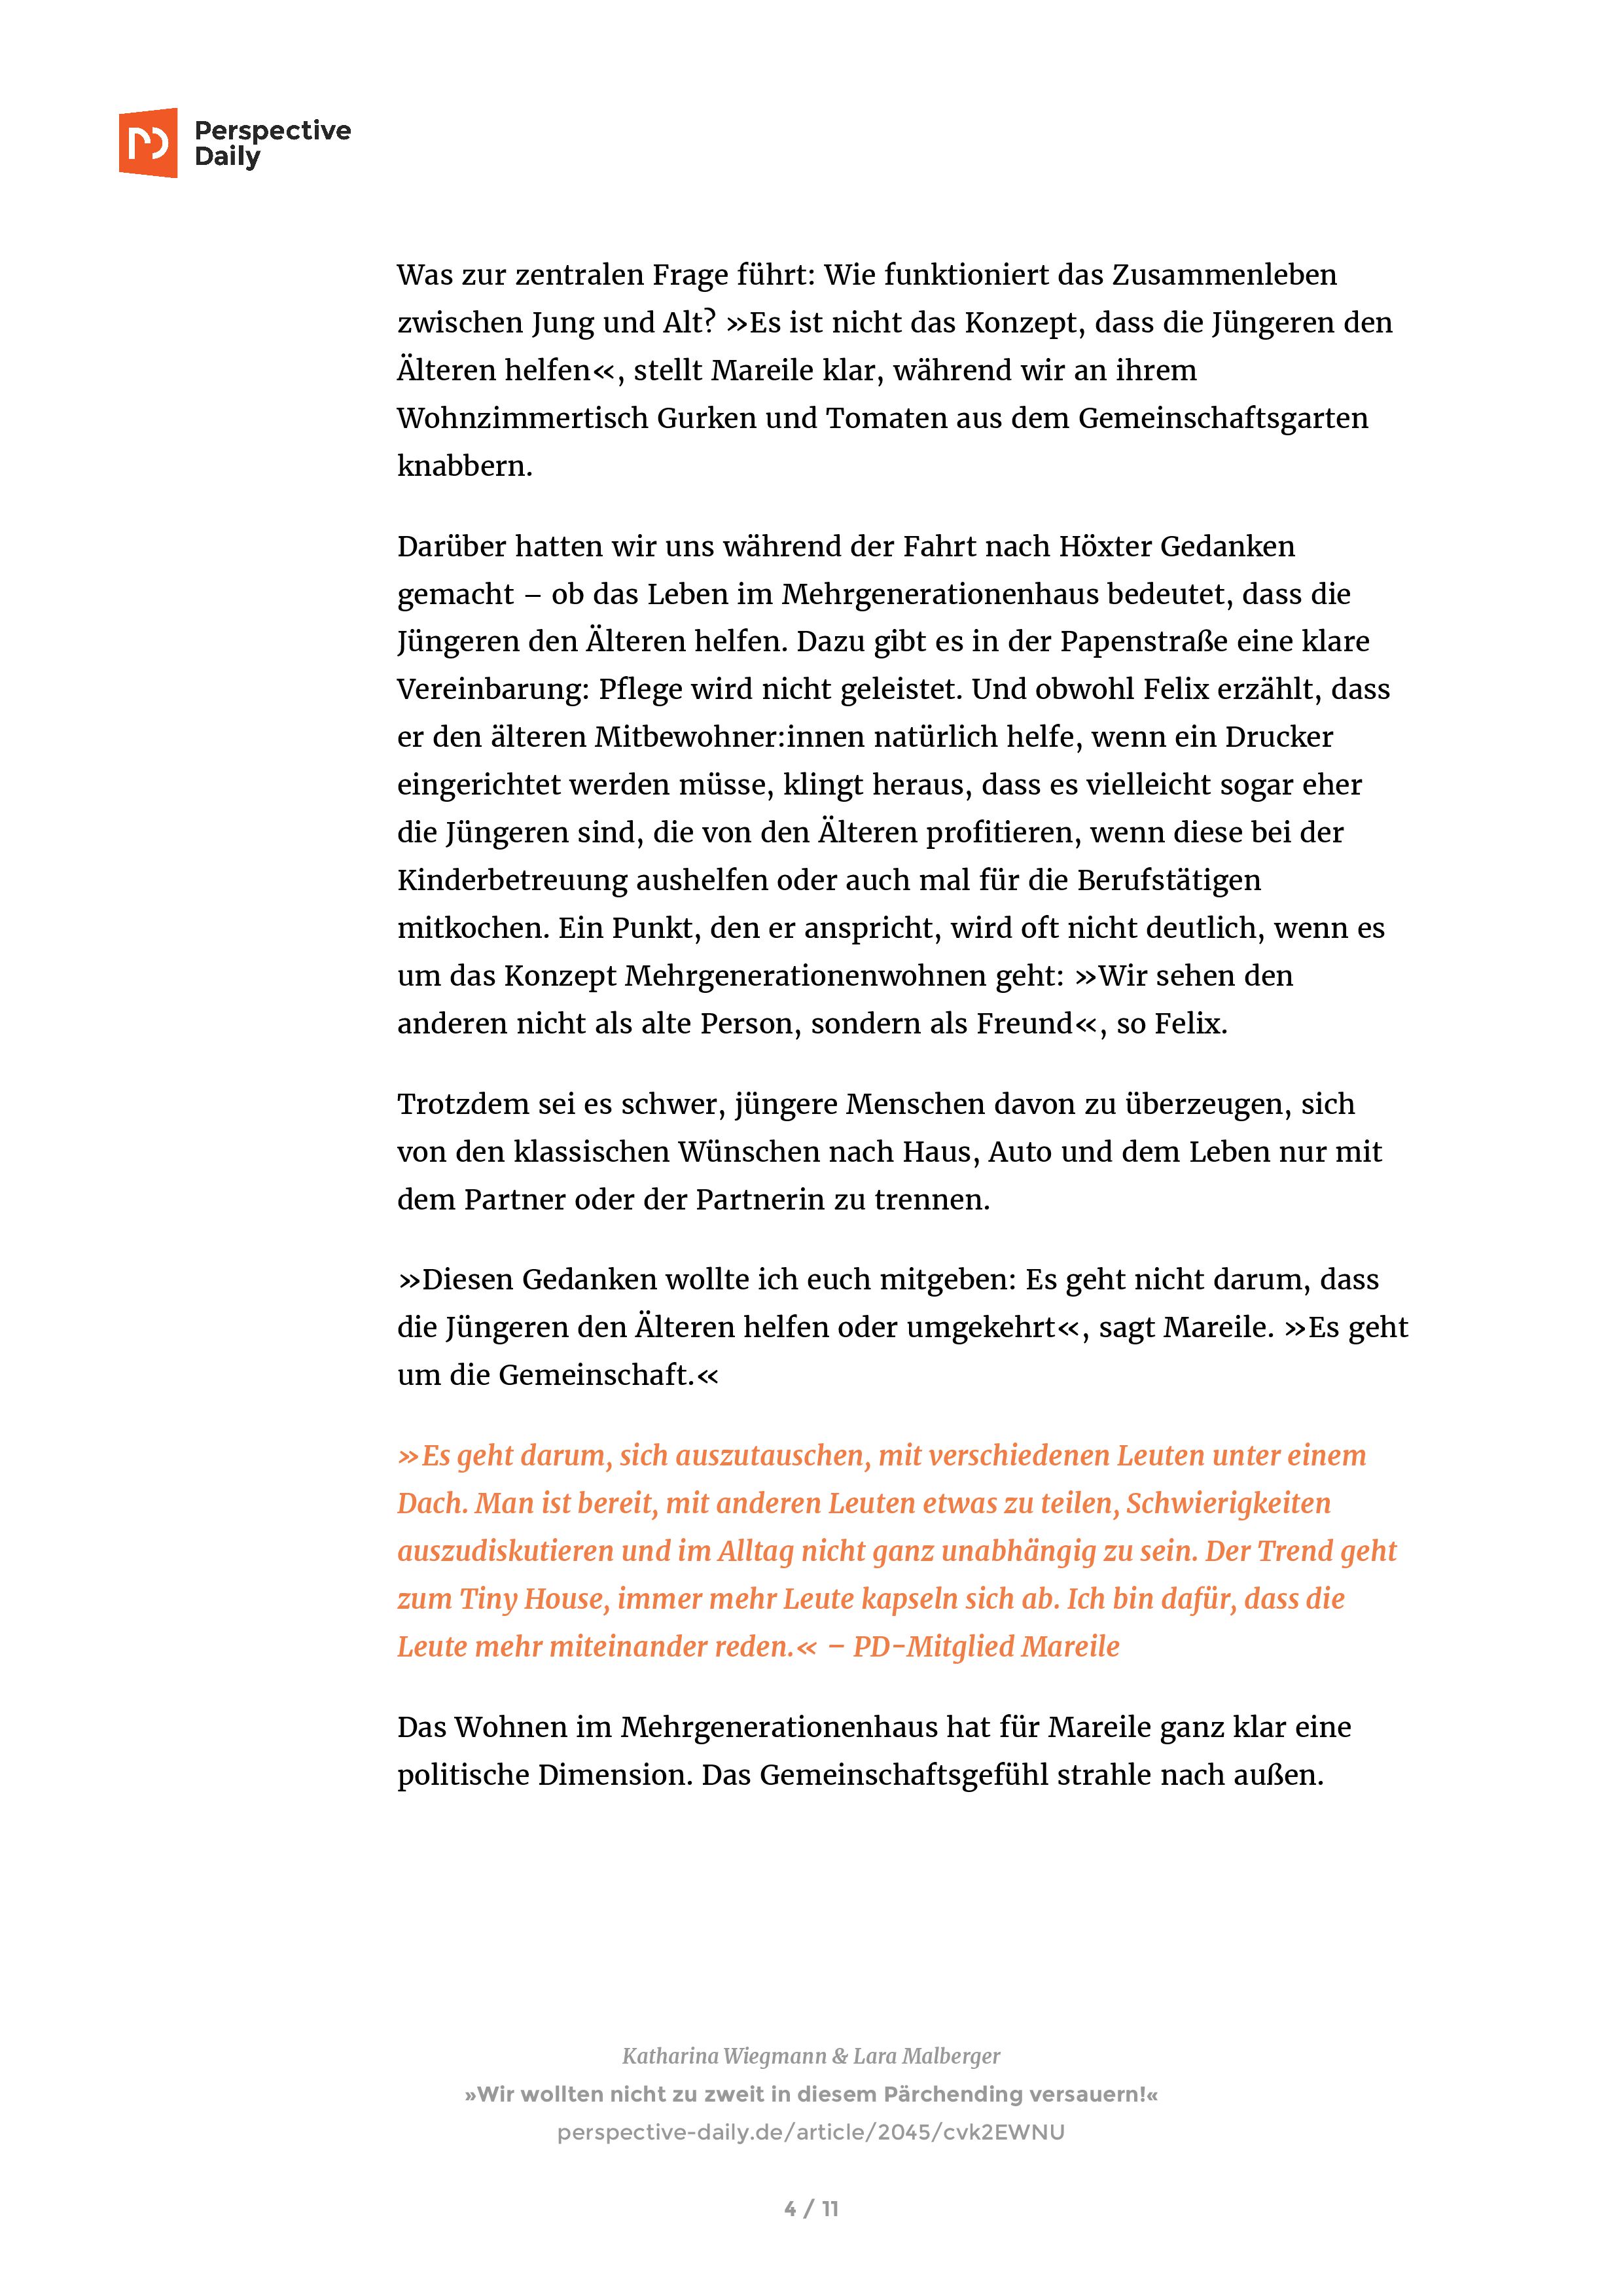 Perspective
Daily
Was zur zentralen Frage führt: Wie funktioniert das Zusammenleben
zwischen Jung und Alt? »Es ist nicht das Konzept, dass die Jüngeren den
Älteren helfen«, stellt Mareile klar, während wir an ihrem
Wohnzimmertisch Gurken und Tomaten aus dem Gemeinschaftsgarten
knabbern.
Darüber hatten wir uns während der Fahrt nach Höxter Gedanken
gemacht – ob das Leben im Mehrgenerationenhaus bedeutet, dass die
Jüngeren den Älteren helfen. Dazu gibt es in der Papenstraße eine klare
Vereinbarung: Pflege wird nicht geleistet. Und obwohl Felix erzählt, dass
er den älteren Mitbewohner:innen natürlich helfe, wenn ein Drucker
eingerichtet werden müsse, klingt heraus, dass es vielleicht sogar eher
die Jüngeren sind, die von den Älteren profitieren, wenn diese bei der
Kinderbetreuung aushelfen oder auch mal für die Berufstätigen
mitkochen. Ein Punkt, den er anspricht, wird oft nicht deutlich, wenn es
um das Konzept Mehrgenerationenwohnen geht: »Wir sehen den
anderen nicht als alte Person, sondern als Freund«, so Felix.
Trotzdem sei es schwer, jüngere Menschen davon zu überzeugen, sich
von den klassischen Wünschen nach Haus, Auto und dem Leben nur mit
dem Partner oder der Partnerin zu trennen.
»Diesen Gedanken wollte ich euch mitgeben: Es geht nicht darum, dass
die Jüngeren den Älteren helfen oder umgekehrt«, sagt Mareile. »Es geht
um die Gemeinschaft.«
»Es geht darum, sich auszutauschen, mit verschiedenen Leuten unter einem
Dach. Man ist bereit, mit anderen Leuten etwas zu teilen, Schwierigkeiten
auszudiskutieren und im Alltag nicht ganz unabhängig zu sein. Der Trend geht
zum Tiny House, immer mehr Leute kapseln sich ab. Ich bin dafür, dass die
Leute mehr miteinander reden.« – PD-Mitglied Mareile
Das Wohnen im Mehrgenerationenhaus hat für Mareile ganz klar eine
politische Dimension. Das Gemeinschaftsgefühl strahle nach außen.
Katharina Wiegmann & Lara Malberger
»Wir wollten nicht zu zweit in diesem Pärchending versauern!«
perspective-daily.de/article/2045/cvk2EWNU
4 / 11